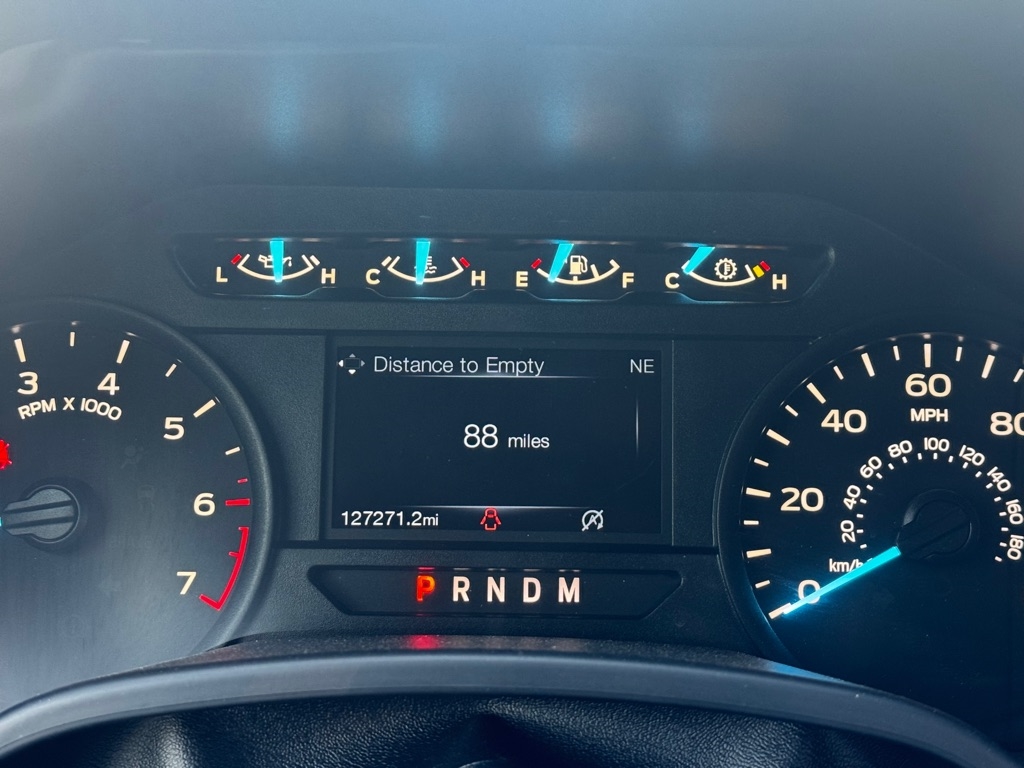 L H C H E F C H
Distance to Empty NE
88 miles
127271.2mi
P R N D M
3 4 5 6 7
RPM X 1000
0 20 40 60 80
MPH
20 40 60 80 100 120 140 160 180
km/h